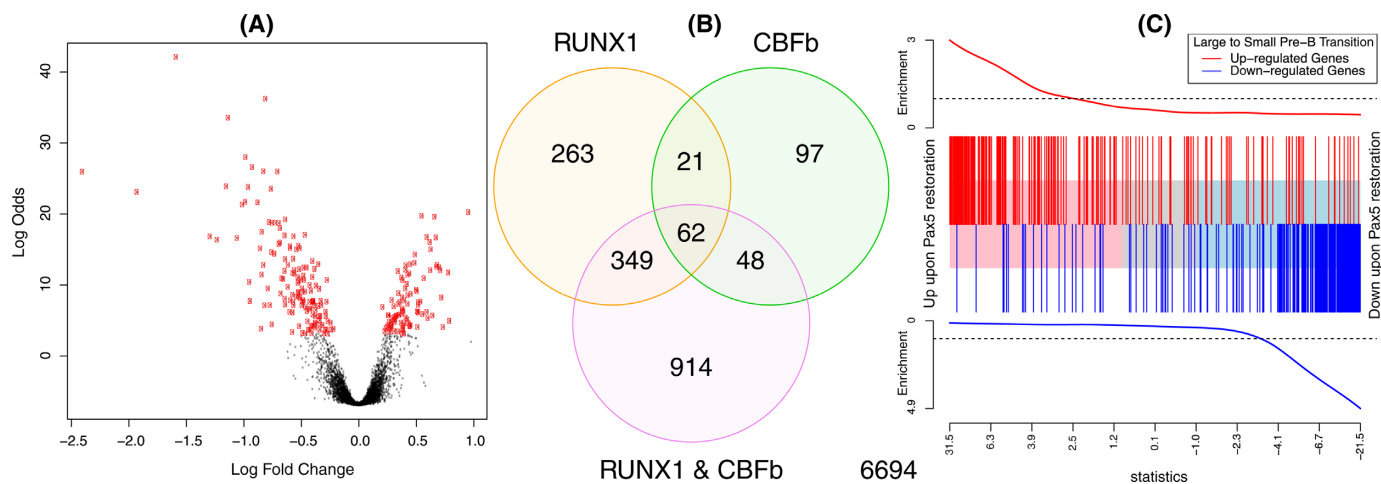 (A)
40
30
20
10
0
Log Odds
−2.5 −2.0 −1.5 −1.0 −0.5 0.0 0.5 1.0
Log Fold Change
(B)
RUNX1 CBFb
263 21 97
62
349 48
914
RUNX1 & CBFb 6694
(C)
Large to Small Pre−B Transition
Up−regulated Genes
Down−regulated Genes
3
0
Enrichment
Up upon Pax5 restoration
Down upon Pax5 restoration
0
4.9
Enrichment
31.5 6.3 3.9 2.5 1.2 0.1 −1.0 −2.3 −4.1 −6.7 −21.5
statistics